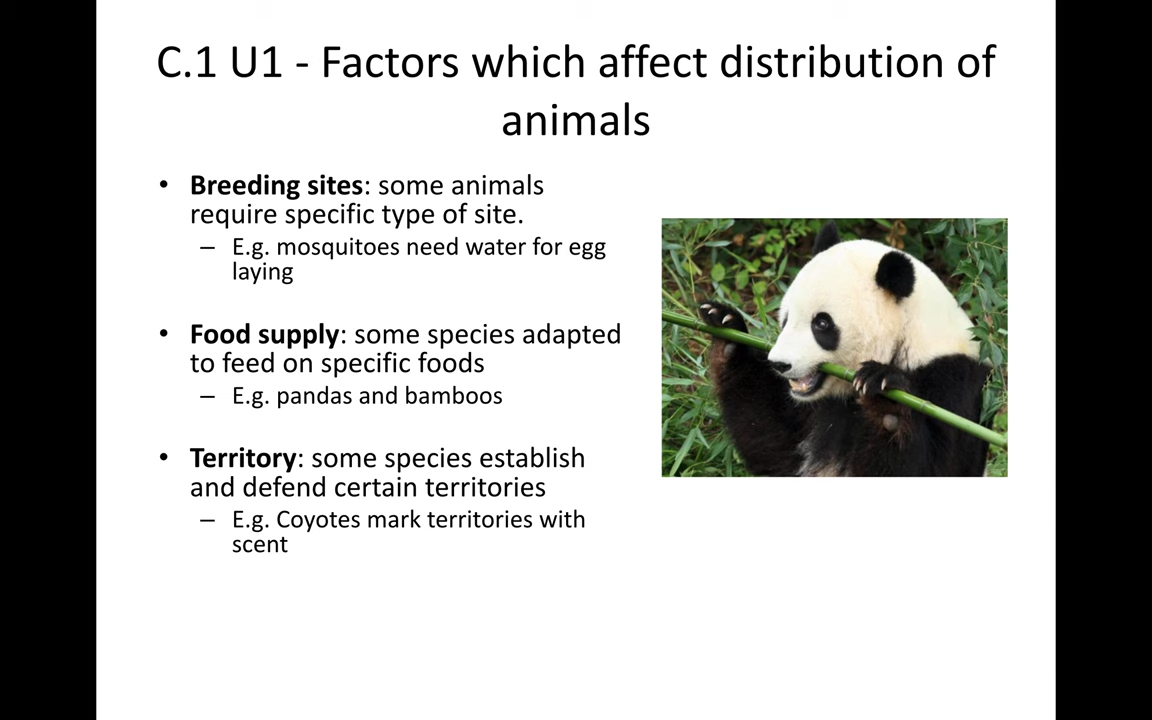 C.1 U1 - Factors which affect distribution of
animals
• Breeding sites: some animals
require specific type of site.
– E.g. mosquitoes need water for egg
laying
• Food supply: some species adapted
to feed on specific foods
– E.g. pandas and bamboos
• Territory: some species establish
and defend certain territories
– E.g. Coyotes mark territories with
scent